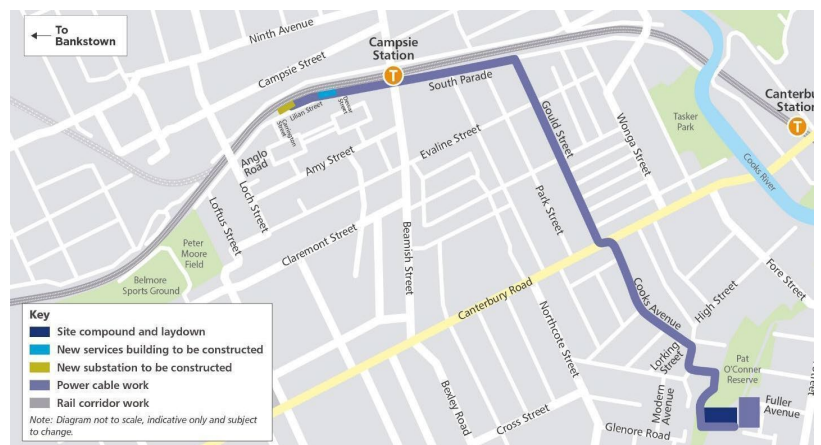 To
Bankstown
Ninth Avenue
Campsie Street
Campsie
Station
T
South Parade
Lilian Street
Dewar
Street
Carrington
Street
Anglo
Road
Amy Street
Evaline Street
Gould Street
Wonga Street
Tasker
Park
Canterbu
Station
T
Cooks River
Loch Street
Loftus Street
Claremont Street
Beamish Street
Park Street
Peter
Moore
Field
Belmore
Sports Ground
Canterbury Road
Cooks Avenue
High Street
Fore Street
Northcote Street
Lorking
Street
Pat
O'Conner
Reserve
Modern
Avenue
Fuller
Avenue
Bexley Road
Cross Street
Glenore Road
Key
Site compound and laydown
New services building to be constructed
New substation to be constructed
Power cable work
Rail corridor work
Note: Diagram not to scale, indicative only and subject
to change.